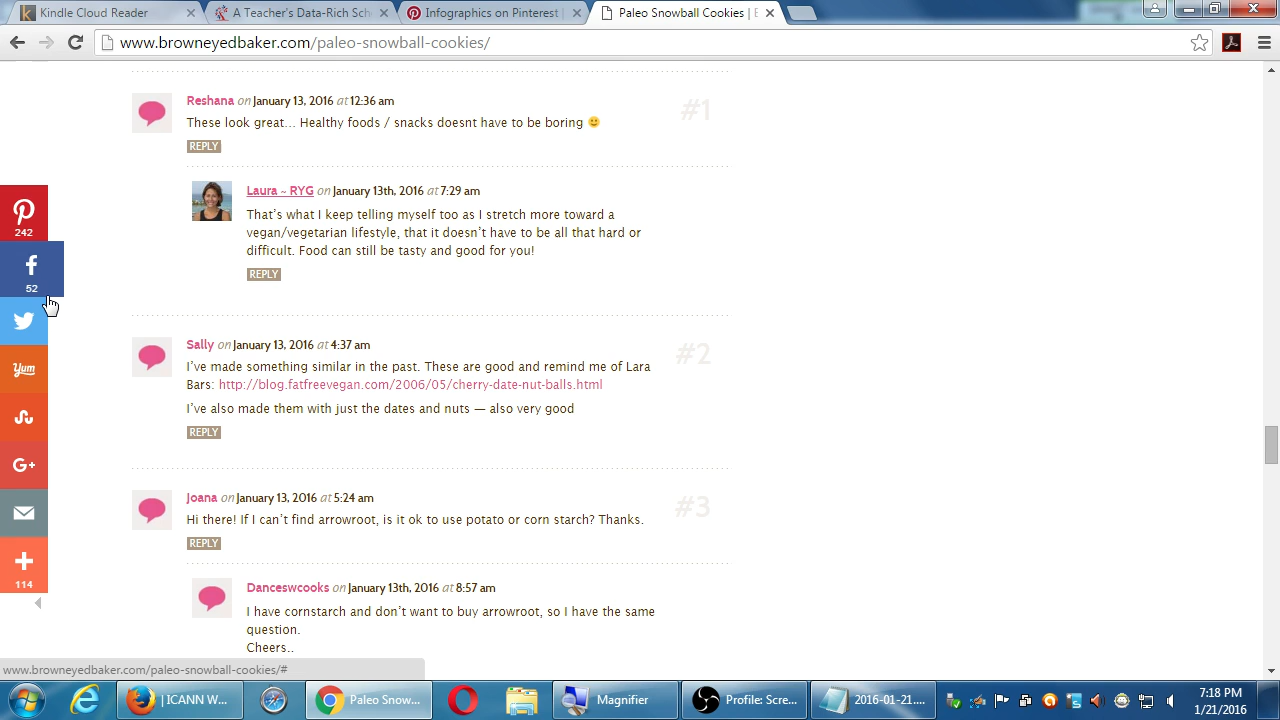 Kindle Cloud Reader
A Teacher's Data-Rich Sch
Infographics on Pinterest
Paleo Snowball Cookies | E
www.browneyedbaker.com/paleo-snowball-cookies/
Reshana on January 13, 2016 at 12:36 am
#1
These look great... Healthy foods / snacks doesnt have to be boring
REPLY
Laura ~ RYG on January 13th, 2016 at 7:29 am
That's what I keep telling myself too as I stretch more toward a
vegan/vegetarian lifestyle, that it doesn't have to be all that hard or
difficult. Food can still be tasty and good for you!
REPLY
242
52
Yum
G+
114
Sally on January 13, 2016 at 4:37 am
#2
I've made something similar in the past. These are good and remind me of Lara
Bars: http://blog.fatfreevegan.com/2006/05/cherry-date-nut-balls.html
I've also made them with just the dates and nuts — also very good
REPLY
Joana on January 13, 2016 at 5:24 am
#3
Hi there! If I can't find arrowroot, is it ok to use potato or corn starch? Thanks.
REPLY
Danceswcooks on January 13th, 2016 at 8:57 am
I have cornstarch and don't want to buy arrowroot, so I have the same
question.
Cheers..
www.browneyedbaker.com/paleo-snowball-cookies/#
| ICANN W...
Paleo Snow...
Magnifier
Profile: Scre...
2016-01-21....
7:18 PM
1/21/2016